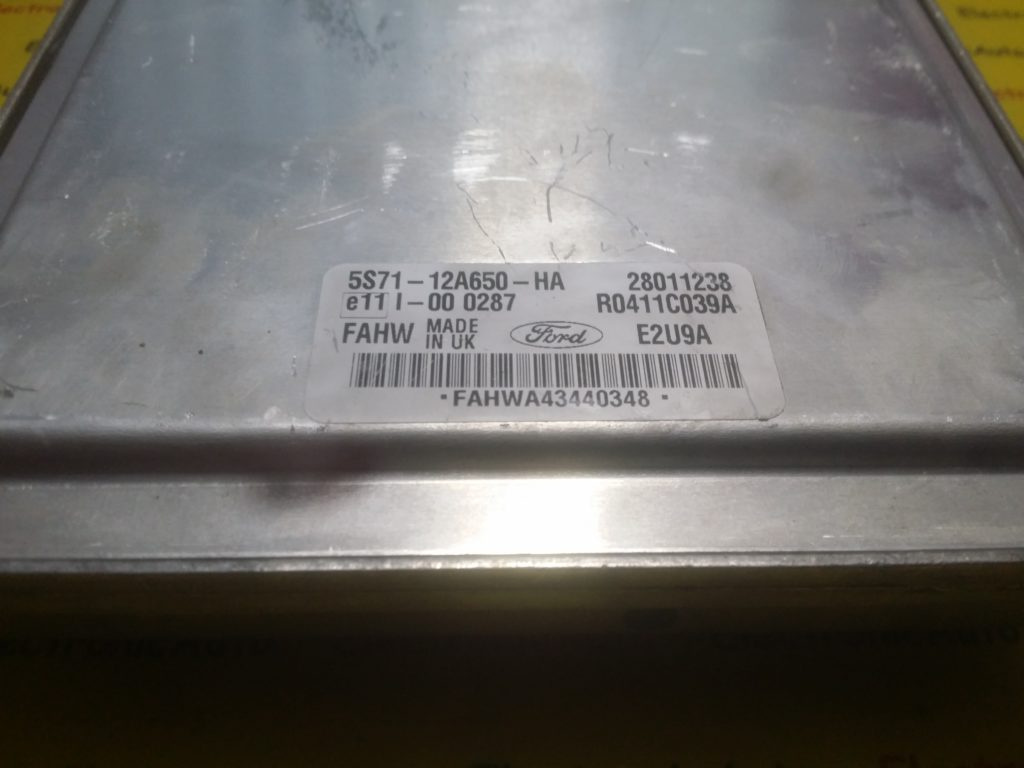 5S71-12A650-HA 28011238
e11 I-00 0287 R0411C039A
FAHW MADE IN UK Ford E2U9A
·FAHWA43440348·